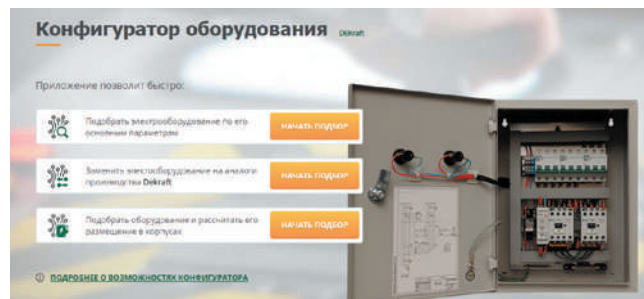 Конфигуратор оборудования Dekraft
Приложение позволит быстро:
Подобрать электрооборудование по его
основным параметрам
НАЧАТЬ ПОДБОР
Заменить электооборудование на аналоги
производства Dekraft
НАЧАТЬ ПОДБОР
Подобрать оборудование и рассчитать его
размещение в корпусах
НАЧАТЬ ПОДБОР
ПОДРОБНЕЕ О ВОЗМОЖНОСТЯХ КОНФИГУРАТОРА